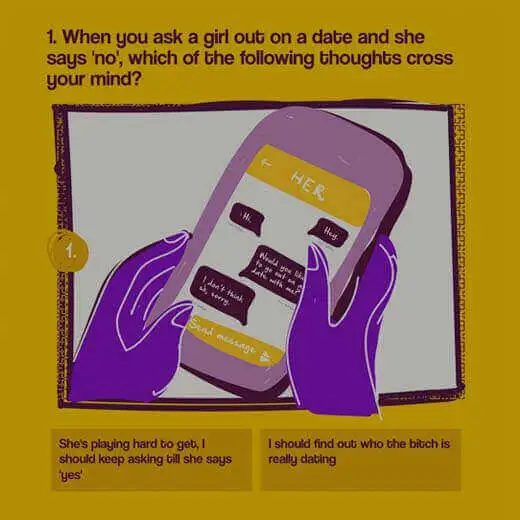 1. When you ask a girl out on a date and she
says 'no', which of the following thoughts cross
your mind?
HER
Hi.
Hey.
Would you like
to go out on a
date with me?
1.
I don't think
so, sorry.
Send message
She's playing hard to get, I
should keep asking till she says
'yes'
I should find out who the bitch is
really dating